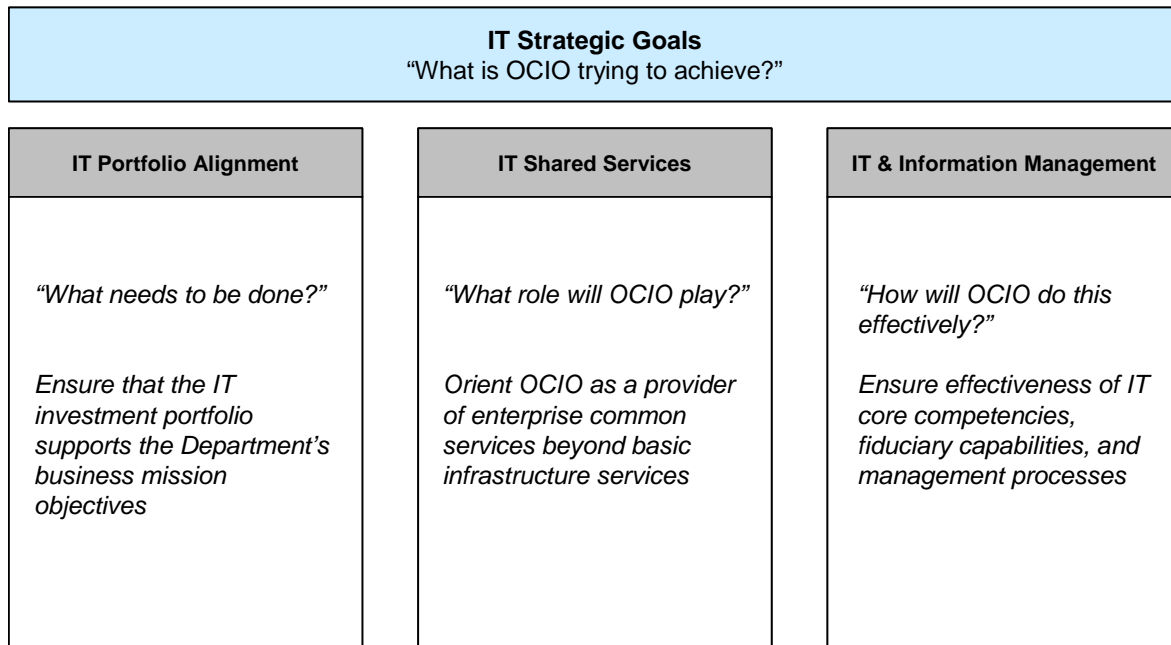 IT Strategic Goals
“What is OCIO trying to achieve?”
IT Portfolio Alignment
“What needs to be done?”
Ensure that the IT
investment portfolio
supports the Department’s
business mission
objectives
IT Shared Services
“What role will OCIO play?”
Orient OCIO as a provider
of enterprise common
services beyond basic
infrastructure services
IT & Information Management
“How will OCIO do this
effectively?”
Ensure effectiveness of IT
core competencies,
fiduciary capabilities, and
management processes